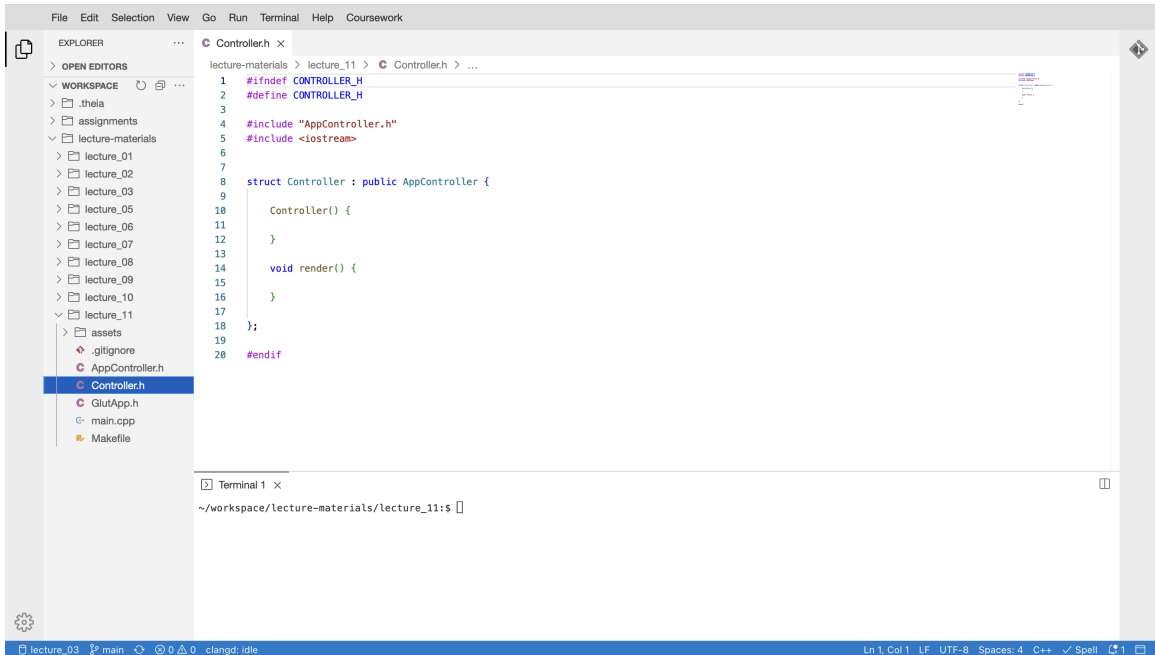 File Edit Selection View Go Run Terminal Help Coursework
EXPLORER
OPEN EDITORS
WORKSPACE
.theia
assignments
lecture-materials
lecture_01
lecture_02
lecture_03
lecture_05
lecture_06
lecture_07
lecture_08
lecture_09
lecture_10
lecture_11
assets
.gitignore
C AppController.h
C Controller.h
C GlutApp.h
main.cpp
Makefile
C Controller.h ×
lecture-materials > lecture_11 > C Controller.h > ...
1 #ifndef CONTROLLER_H
2 #define CONTROLLER_H
3
4 #include "AppController.h"
5 #include <iostream>
6
7
8 struct Controller : public AppController {
9
10 Controller() {
11
12 }
13
14 void render() {
15
16 }
17
18 };
19
20 #endif
Terminal 1 ×
~/workspace/lecture-materials/lecture_11:$
lecture_03 main 0 0 clangd: idle Ln 1, Col 1 LF UTF-8 Spaces: 4 C++ Spell 1